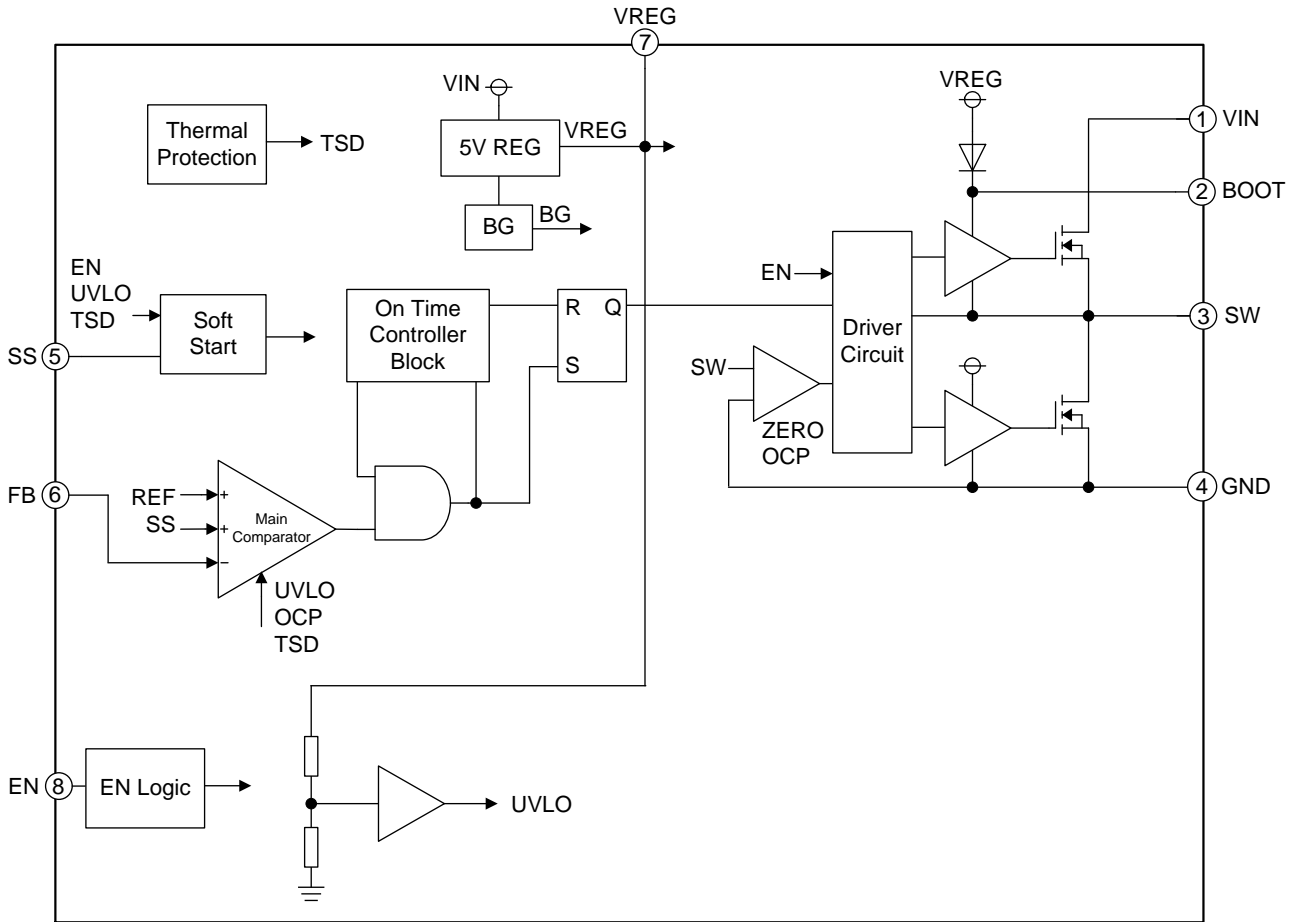 VREG
7
VIN
VREG
Thermal
Protection
TSD
5V REG
VREG
1
VIN
BG
BG
2
BOOT
EN
UVLO
TSD
Soft
Start
On Time
Controller
Block
R
Q
S
EN
Driver
Circuit
SS
5
3
SW
SW
ZERO
OCP
FB
6
REF
SS
+
+
−
Main
Comparator
4
GND
UVLO
OCP
TSD
EN
8
EN Logic
UVLO